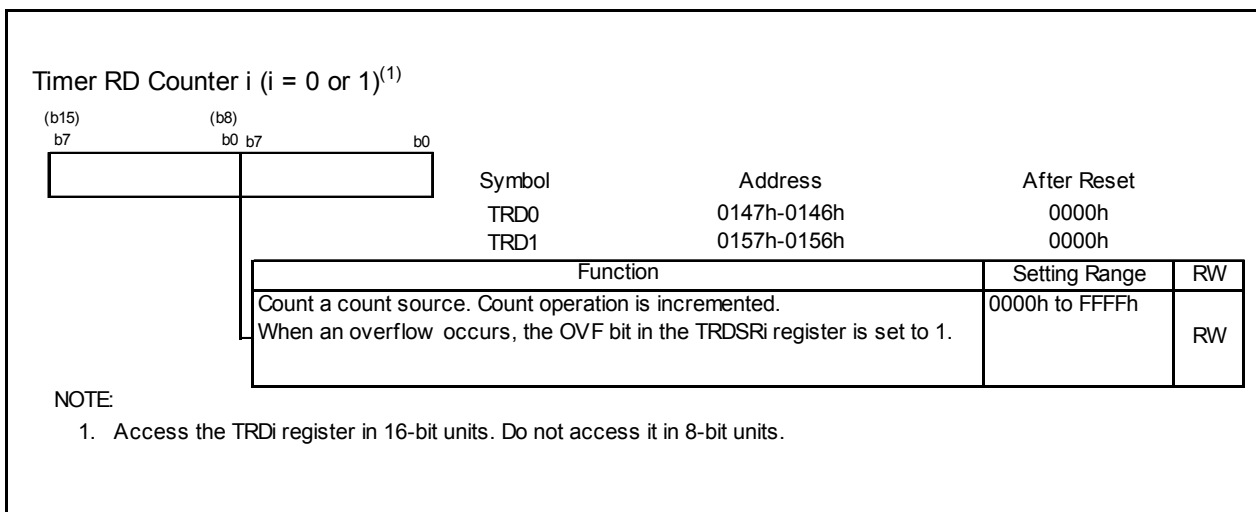 Timer RD Counter i (i = 0 or 1)(1)
(b15) (b8)
b7 b0 b7 b0
Symbol Address After Reset
TRD0 0147h-0146h 0000h
TRD1 0157h-0156h 0000h
Function Setting Range RW
Count a count source. Count operation is incremented. 0000h to FFFFh
When an overflow occurs, the OVF bit in the TRDSRi register is set to 1. RW
NOTE:
1. Access the TRDi register in 16-bit units. Do not access it in 8-bit units.